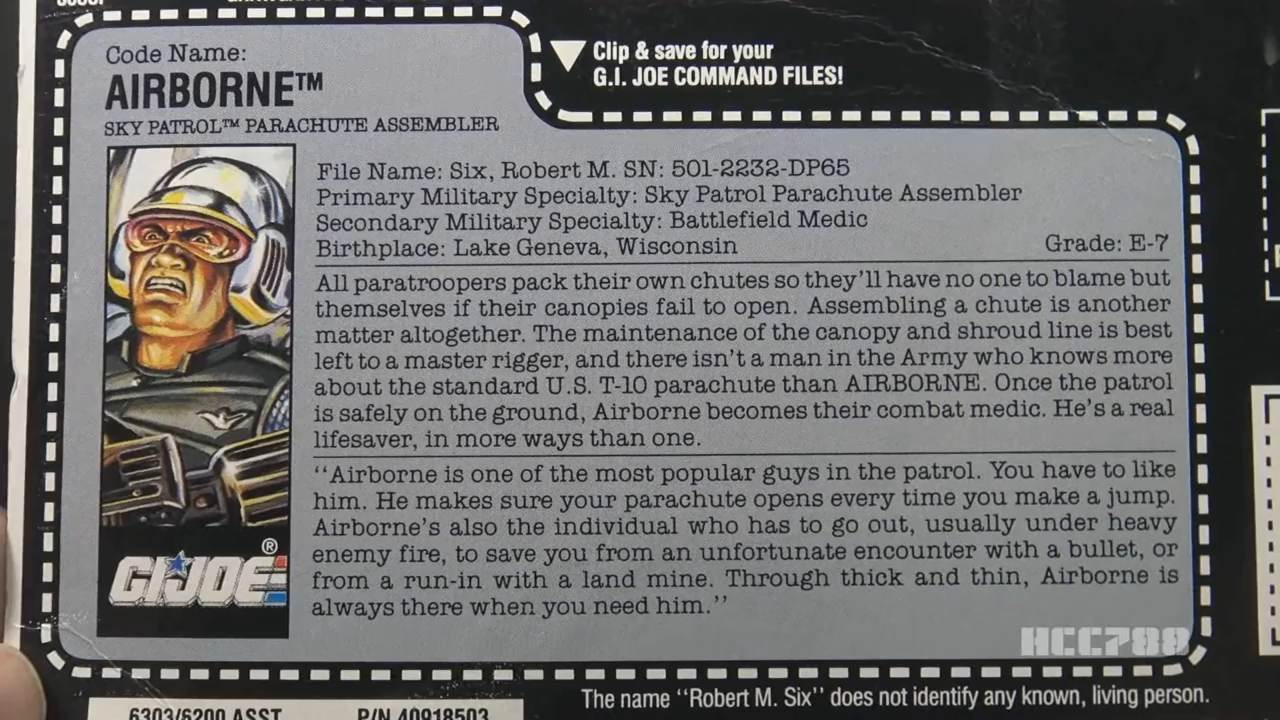 Code Name:
AIRBORNE™
SKY PATROL™ PARACHUTE ASSEMBLER
Clip & save for your
G.I. JOE COMMAND FILES!
File Name: Six, Robert M. SN: 501-2232-DP65
Primary Military Specialty: Sky Patrol Parachute Assembler
Secondary Military Specialty: Battlefield Medic
Birthplace: Lake Geneva, Wisconsin Grade: E-7
All paratroopers pack their own chutes so they'll have no one to blame but
themselves if their canopies fail to open. Assembling a chute is another
matter altogether. The maintenance of the canopy and shroud line is best
left to a master rigger, and there isn't a man in the Army who knows more
about the standard U.S. T-10 parachute than AIRBORNE. Once the patrol
is safely on the ground, Airborne becomes their combat medic. He's a real
lifesaver, in more ways than one.
''Airborne is one of the most popular guys in the patrol. You have to like
him. He makes sure your parachute opens every time you make a jump.
Airborne's also the individual who has to go out, usually under heavy
enemy fire, to save you from an unfortunate encounter with a bullet, or
from a run-in with a land mine. Through thick and thin, Airborne is
always there when you need him.''
GI JOE®
HCC788
The name ''Robert M. Six'' does not identify any known, living person.
6303/6200 ASST P/N 40918503